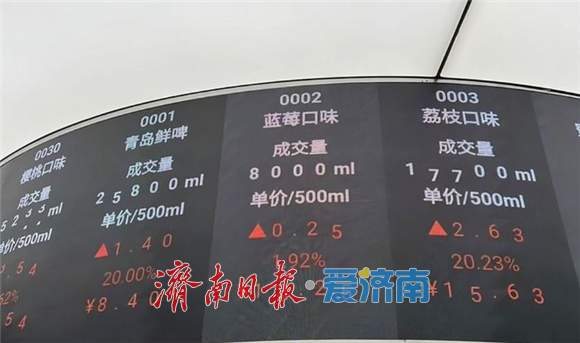 0030
樱桃口味
成交量
ml
单价/500ml
54
0001
青岛鲜啤
成交量
25800ml
单价/500ml
▲1.40
20.00%
¥8.40
0002
蓝莓口味
成交量
8000ml
单价/500ml
▲0.25
1.92%
0003
荔枝口味
成交量
17700ml
单价/500ml
▲2.63
20.23%
¥15.63
济南日报·爱济南